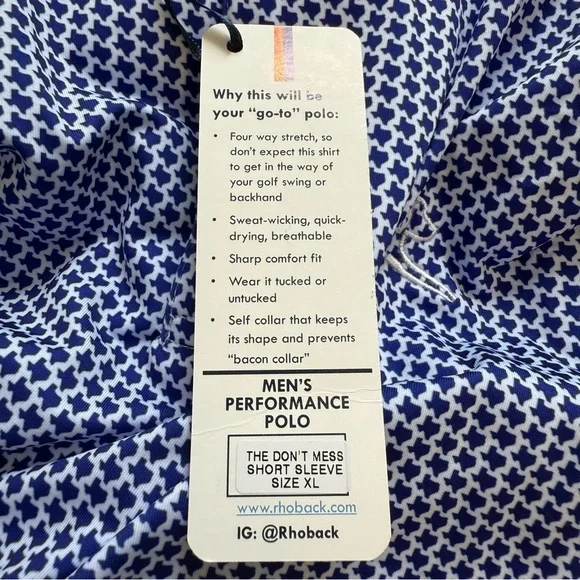 Why this will be
your "go-to" polo:
• Four way stretch, so
don't expect this shirt
to get in the way of
your golf swing or
backhand
• Sweat-wicking, quick-
drying, breathable
• Sharp comfort fit
• Wear it tucked or
untucked
• Self collar that keeps
its shape and prevents
"bacon collar"
MEN'S
PERFORMANCE
POLO
THE DON'T MESS
SHORT SLEEVE
SIZE XL
www.rhoback.com
IG: @Rhoback